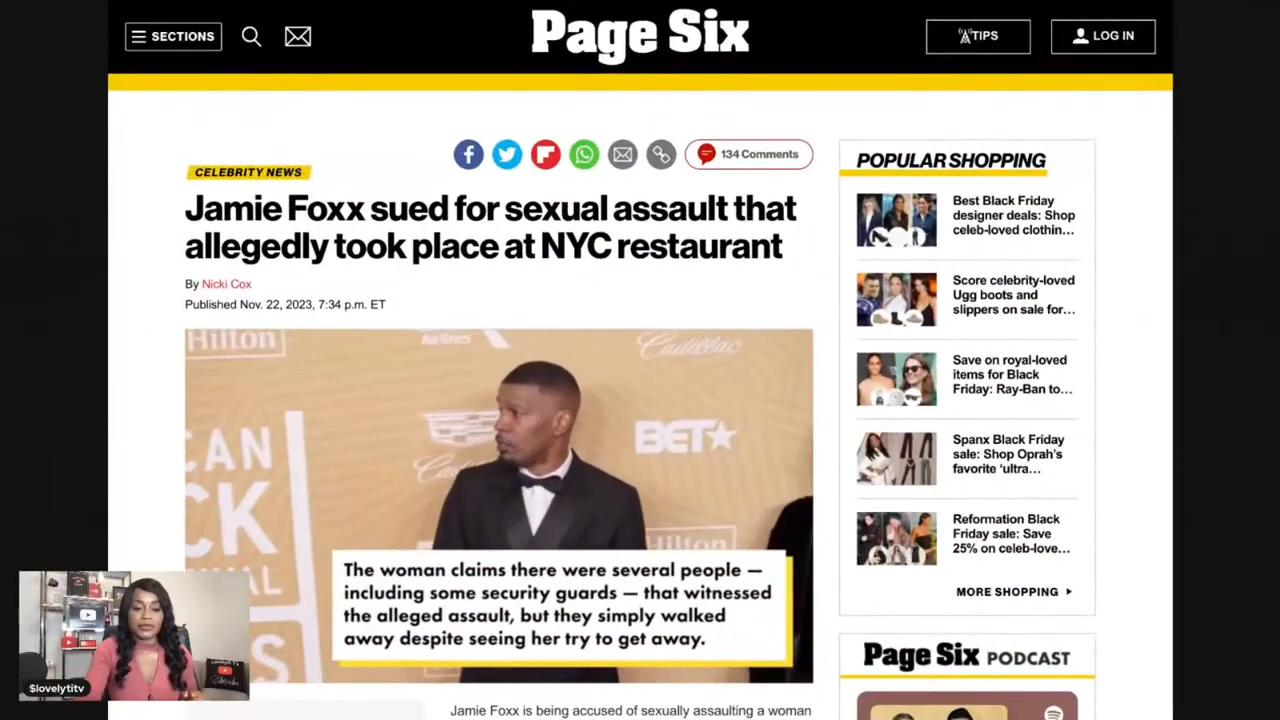 SECTIONS
Page Six
TIPS
LOG IN
134 Comments
CELEBRITY NEWS
Jamie Foxx sued for sexual assault that
allegedly took place at NYC restaurant
By Nicki Cox
Published Nov. 22, 2023, 7:34 p.m. ET
Hilton
Airlines
Cadillac
CAN
CK
BET
Hilton
The woman claims there were several people —
including some security guards — that witnessed
the alleged assault, but they simply walked
away despite seeing her try to get away.
$lovelytitv
Jamie Foxx is being accused of sexually assaulting a woman
POPULAR SHOPPING
Best Black Friday
designer deals: Shop
celeb-loved clothin...
Score celebrity-loved
Ugg boots and
slippers on sale for...
Save on royal-loved
items for Black
Friday: Ray-Ban to...
Spanx Black Friday
sale: Shop Oprah's
favorite ‘ultra...
Reformation Black
Friday sale: Save
25% on celeb-love...
MORE SHOPPING
Page Six PODCAST